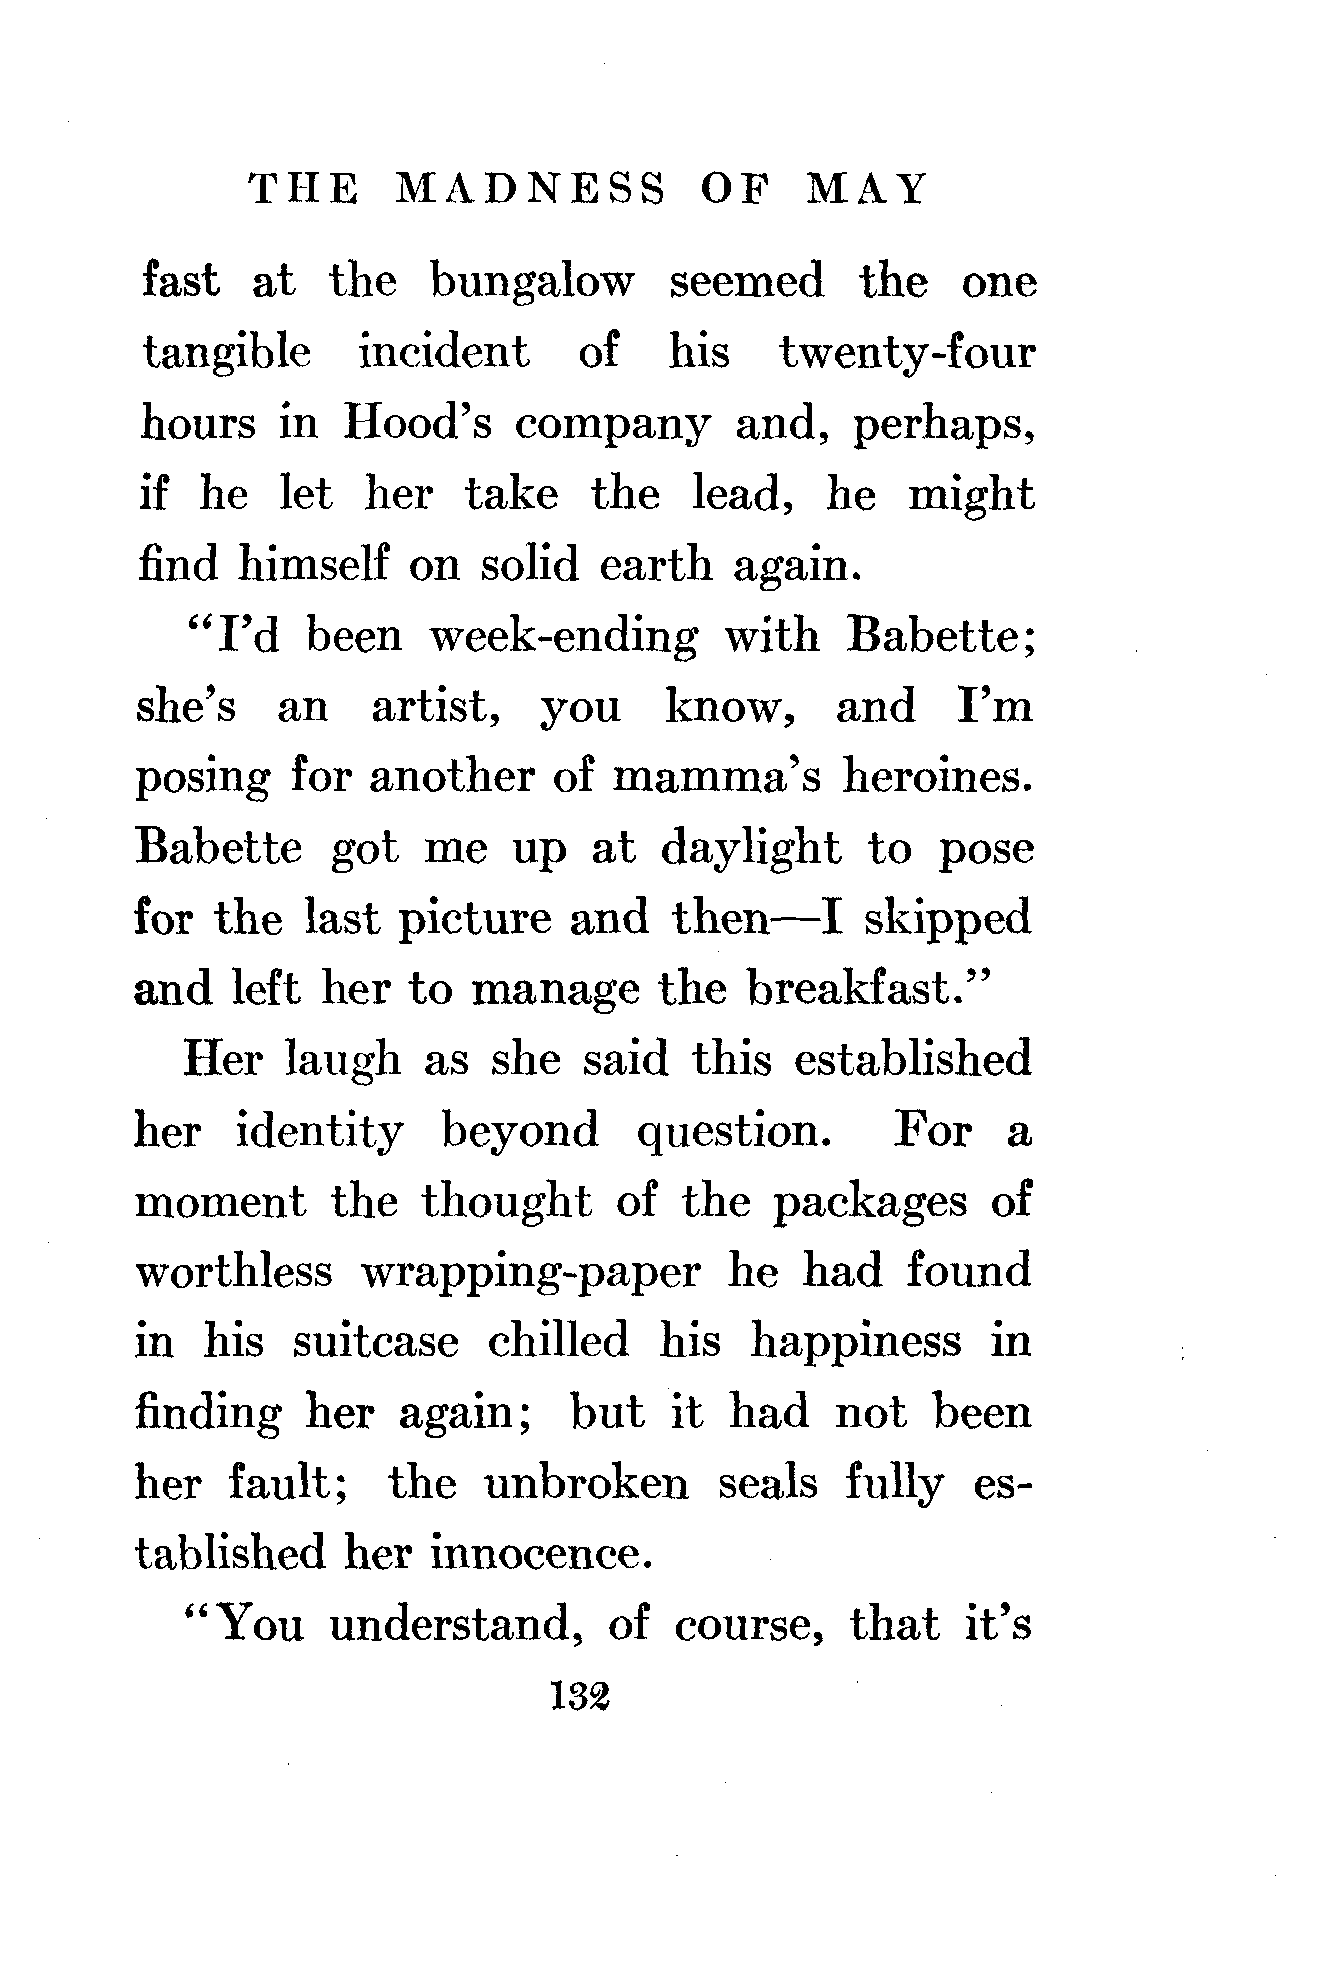 THE MADNESS OF MAY
fast at the bungalow seemed the one
tangible incident of his twenty-four
hours in Hood's company and, perhaps,
if he let her take the lead, he might
find himself on solid earth again.
"I'd been week-ending with Babette;
she's an artist, you know, and I'm
posing for another of mamma's heroines.
Babette got me up at daylight to pose
for the last picture and then—I skipped
and left her to manage the breakfast."
Her laugh as she said this established
her identity beyond question. For a
moment the thought of the packages of
worthless wrapping-paper he had found
in his suitcase chilled his happiness in
finding her again; but it had not been
her fault; the unbroken seals fully es-
tablished her innocence.
"You understand, of course, that it's
132